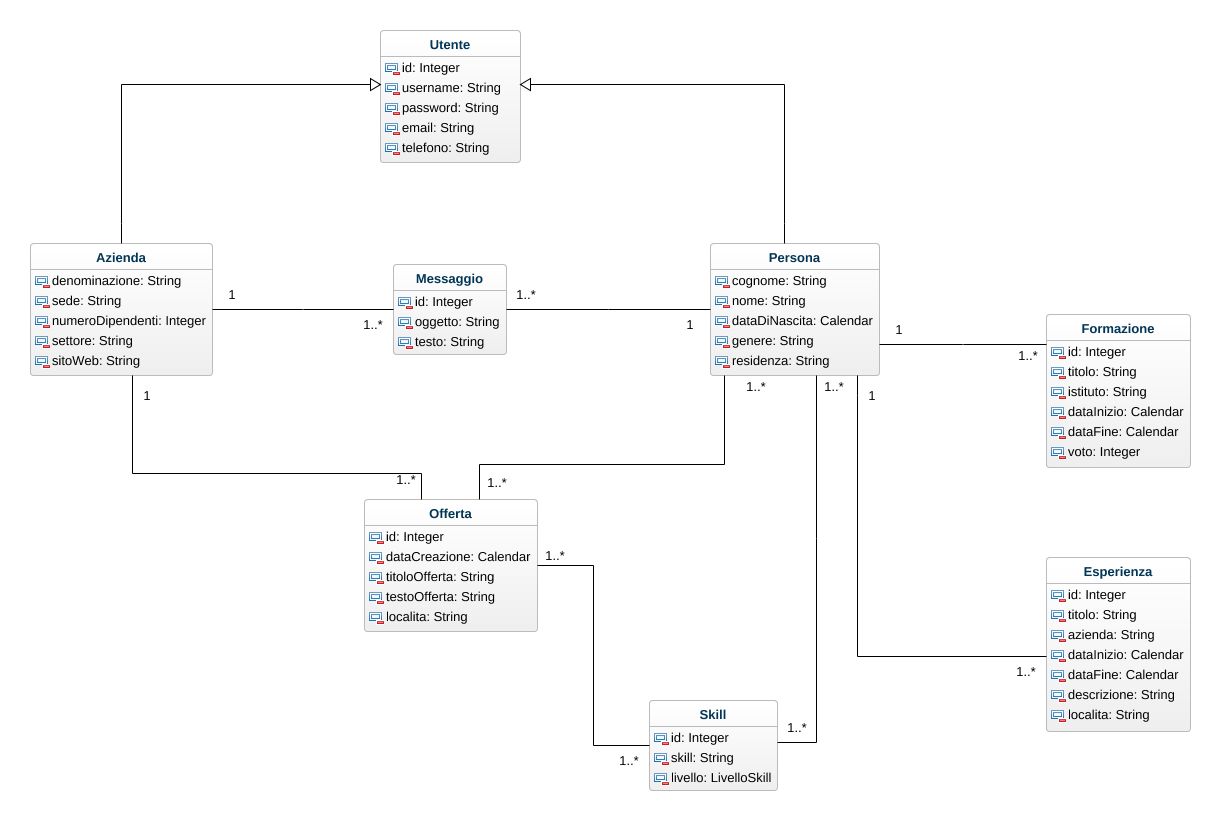 Utente
id: Integer
username: String
password: String
email: String
telefono: String
Azienda
denominazione: String
sede: String
numeroDipendenti: Integer
settore: String
sitoWeb: String
1
1..*
Messaggio
id: Integer
oggetto: String
testo: String
1..*
1
Persona
cognome: String
nome: String
dataDiNascita: Calendar
genere: String
residenza: String
1
1..*
Formazione
id: Integer
titolo: String
istituto: String
dataInizio: Calendar
dataFine: Calendar
voto: Integer
1
1..*
1..*
1
1..*
1..*
Offerta
id: Integer
dataCreazione: Calendar
titoloOfferta: String
testoOfferta: String
localita: String
1..*
Esperienza
id: Integer
titolo: String
azienda: String
dataInizio: Calendar
dataFine: Calendar
descrizione: String
localita: String
1..*
Skill
id: Integer
skill: String
livello: LivelloSkill
1..*
1..*